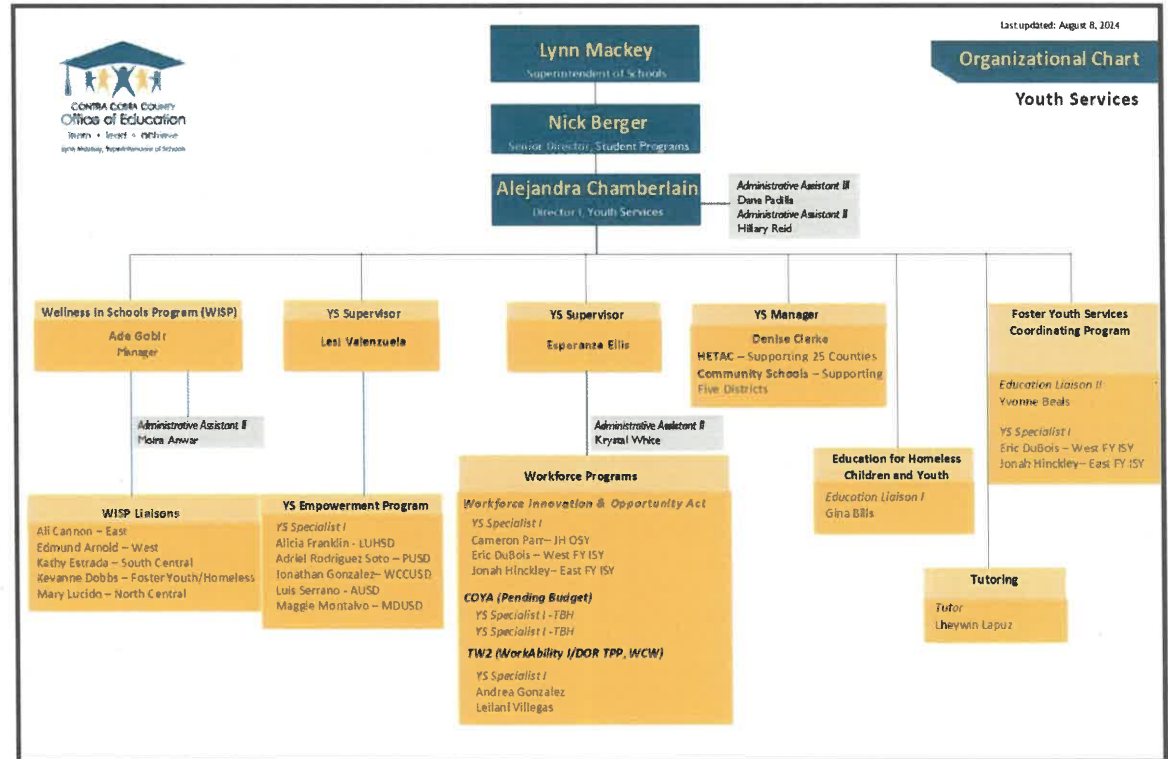 Last updated: August 8, 2024
CONTRA COSTA COUNTY
Office of Education
learn • lead • achieve
Lynn Mackey, Superintendent of Schools
Organizational Chart
Youth Services
Lynn Mackey
Superintendent of Schools
Nick Berger
Senior Director, Student Programs
Alejandra Chamberlain
Director I, Youth Services
Administrative Assistant III
Dane Padilla
Administrative Assistant II
Hillary Reid
Wellness in Schools Program (WISP)
Ade Gobir
Manager
Administrative Assistant II
Moira Anwar
WISP Liaisons
Ali Cannon – East
Edmund Arnold – West
Kathy Estrada – South Central
Kevanne Dobbs – Foster Youth/Homeless
Mary Lucido – North Central
YS Supervisor
Lesi Valenzuela
YS Empowerment Program
YS Specialist I
Alicia Franklin - LUHSD
Adriel Rodriguez Soto – PUSD
Jonathan Gonzalez– WCCUSD
Luis Serrano - AUSD
Maggie Montalvo – MDUSD
YS Supervisor
Esperanza Ellis
Administrative Assistant II
Krystal White
Workforce Programs
Workforce Innovation & Opportunity Act
YS Specialist I
Cameron Parr– JH OSY
Eric DuBois – West FY ISY
Jonah Hinckley– East FY ISY
COYA (Pending Budget)
YS Specialist I -TBH
YS Specialist I -TBH
TW2 (WorkAbility I/DOR TPP, WCW)
YS Specialist I
Andrea Gonzalez
Leilani Villegas
YS Manager
Denise Clarke
HETAC – Supporting 25 Counties
Community Schools – Supporting
Five Districts
Education for Homeless
Children and Youth
Education Liaison I
Gina Bills
Tutoring
Tutor
Lheywin Lapuz
Foster Youth Services
Coordinating Program
Education Liaison II
Yvonne Beals
YS Specialist I
Eric DuBois – West FY ISY
Jonah Hinckley– East FY ISY